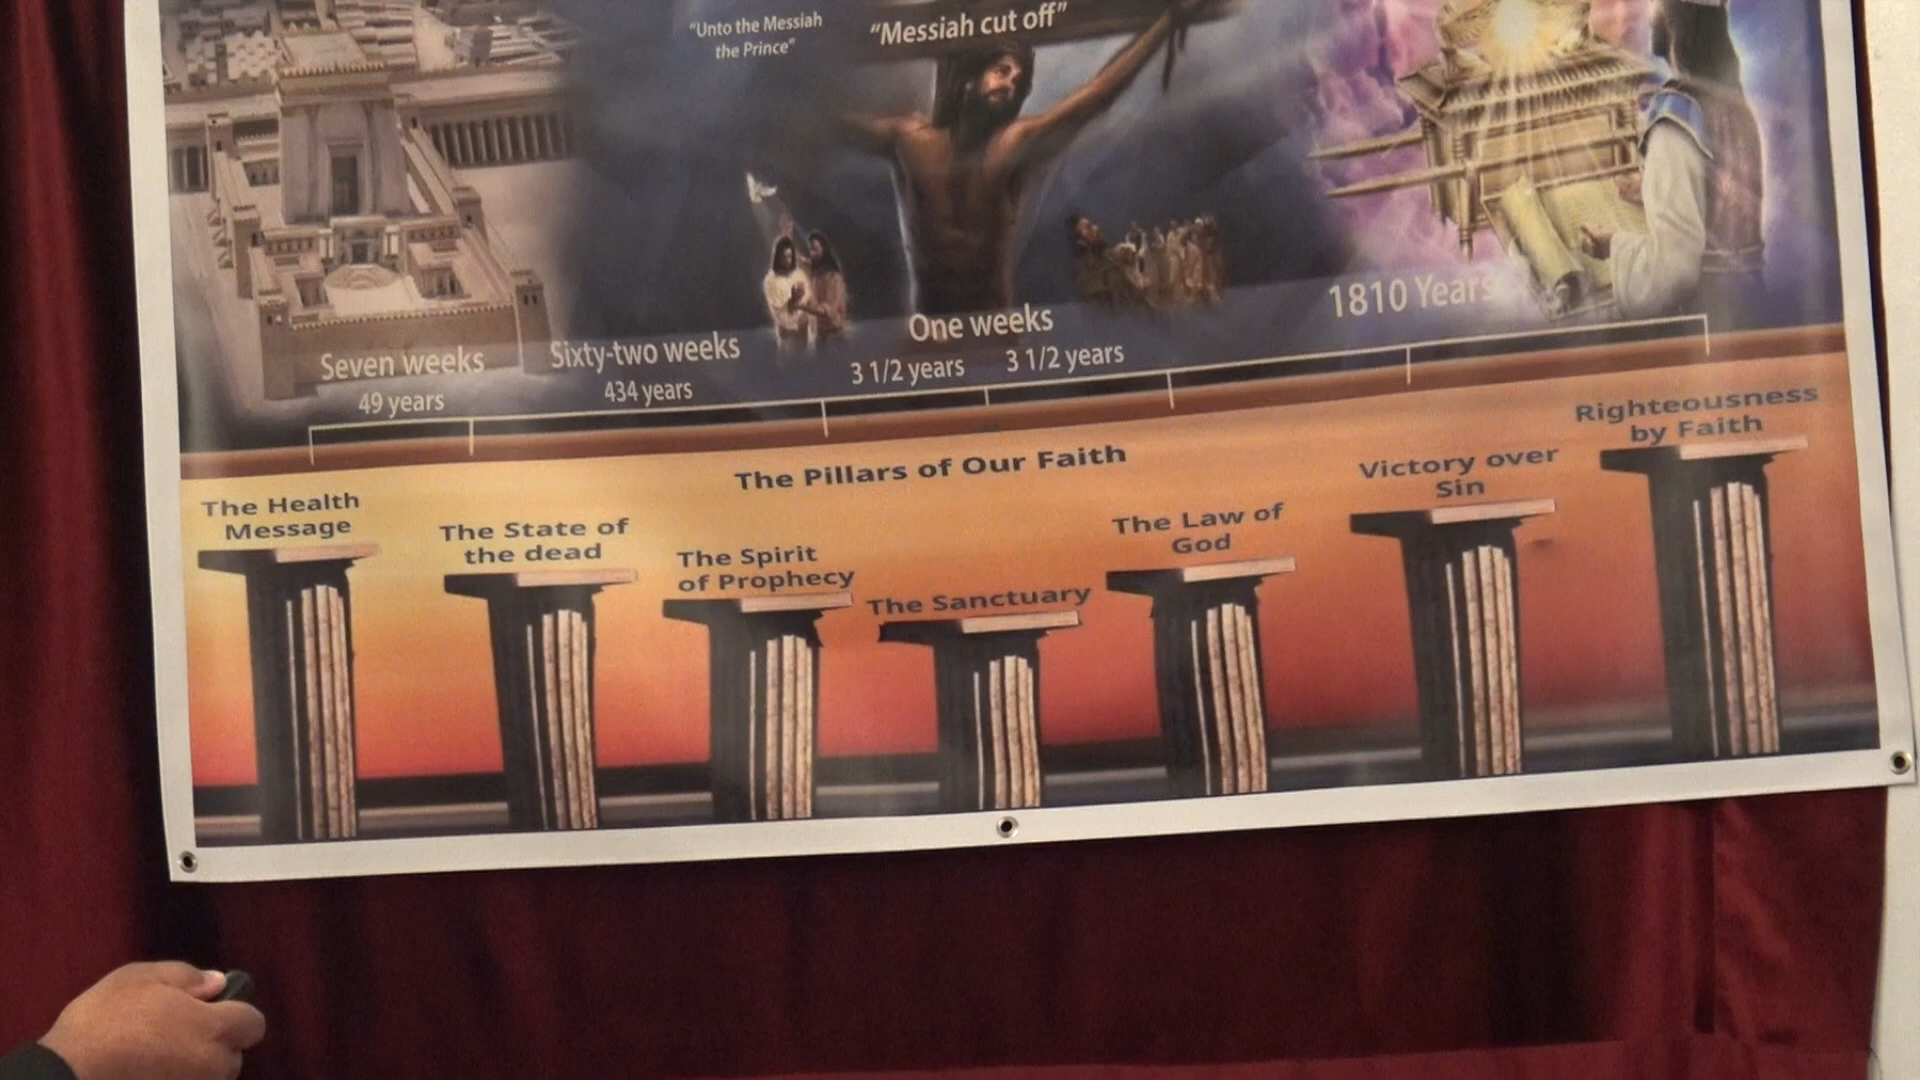 "Unto the Messiah
the Prince"
"Messiah cut off"
Seven weeks
49 years
Sixty-two weeks
434 years
One weeks
3 1/2 years
3 1/2 years
1810 Years
The Pillars of Our Faith
The Health
Message
The State of
the dead
The Spirit
of Prophecy
The Sanctuary
The Law of
God
Victory over
Sin
Righteousness
by Faith